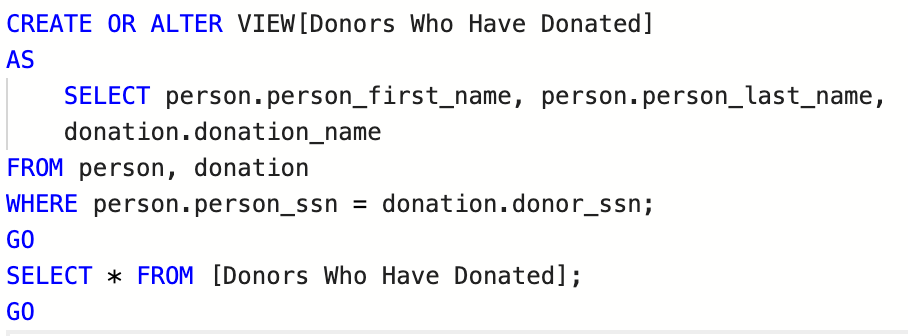 CREATE OR ALTER VIEW[Donors Who Have Donated]
AS
    SELECT person.person_first_name, person.person_last_name,
    donation.donation_name
FROM person, donation
WHERE person.person_ssn = donation.donor_ssn;
GO
SELECT * FROM [Donors Who Have Donated];
GO